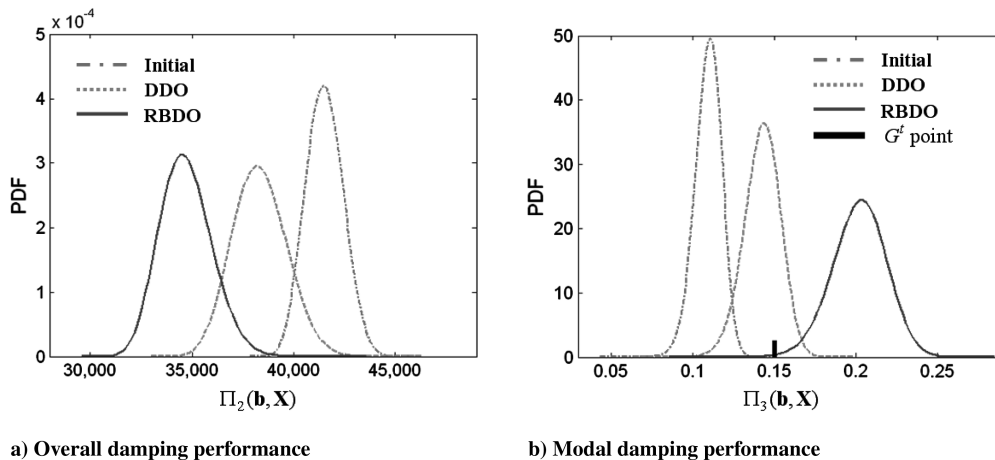 5 × 10⁻⁴
4
3
2
1
0
PDF
Initial
DDO
RBDO
30,000 35,000 40,000 45,000
Π₂(b, X)
a) Overall damping performance
50
40
30
20
10
0
PDF
Initial
DDO
RBDO
Gᵗ point
0.05 0.1 0.15 0.2 0.25
Π₃(b, X)
b) Modal damping performance